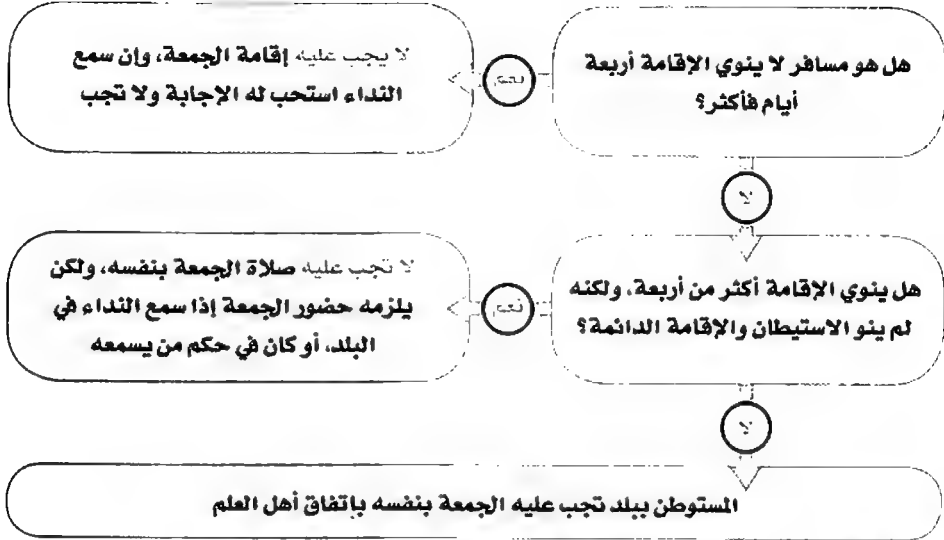 هل هو مسافر لا ينوي الإقامة أربعة
أيام فأكثر؟
نعم
لا يجب عليه إقامة الجمعة، وإن سمع
النداء استحب له الإجابة ولا تجب
لا
هل ينوي الإقامة أكثر من أربعة، ولكنه
لم ينو الاستيطان والإقامة الدائمة؟
نعم
لا تجب عليه صلاة الجمعة بنفسه، ولكن
يلزمه حضور الجمعة إذا سمع النداء في
البلد، أو كان في حكم من يسمعه
لا
المستوطن ببلد تجب عليه الجمعة بنفسه بإتفاق أهل العلم